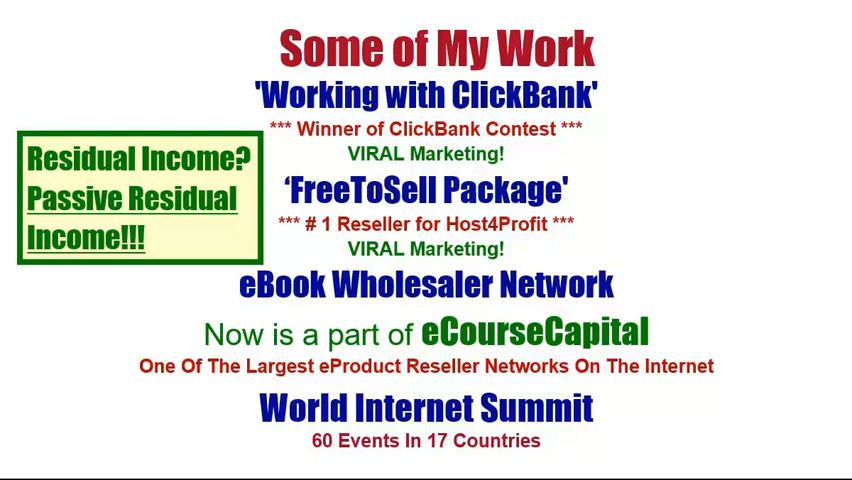 Some of My Work
'Working with ClickBank'
*** Winner of ClickBank Contest ***
VIRAL Marketing!
Residual Income?
Passive Residual
Income!!!
‘FreeToSell Package'
*** # 1 Reseller for Host4Profit ***
VIRAL Marketing!
eBook Wholesaler Network
Now is a part of eCourseCapital
One Of The Largest eProduct Reseller Networks On The Internet
World Internet Summit
60 Events In 17 Countries